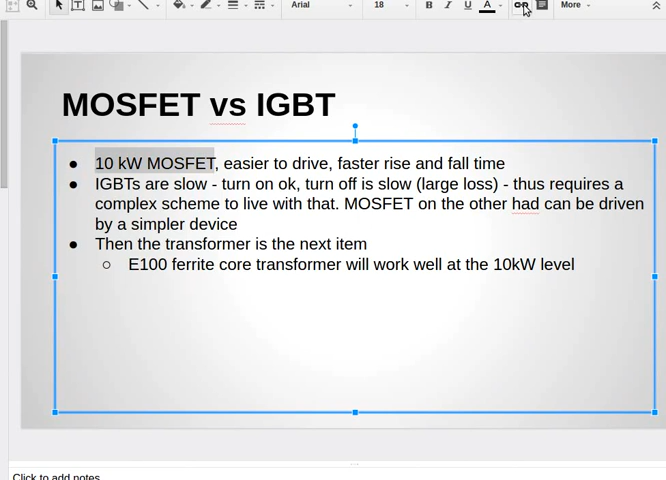 Arial 18 B I U A More
MOSFET vs IGBT
● 10 kW MOSFET, easier to drive, faster rise and fall time
● IGBTs are slow - turn on ok, turn off is slow (large loss) - thus requires a
complex scheme to live with that. MOSFET on the other had can be driven
by a simpler device
● Then the transformer is the next item
○ E100 ferrite core transformer will work well at the 10kW level
Click to add notes